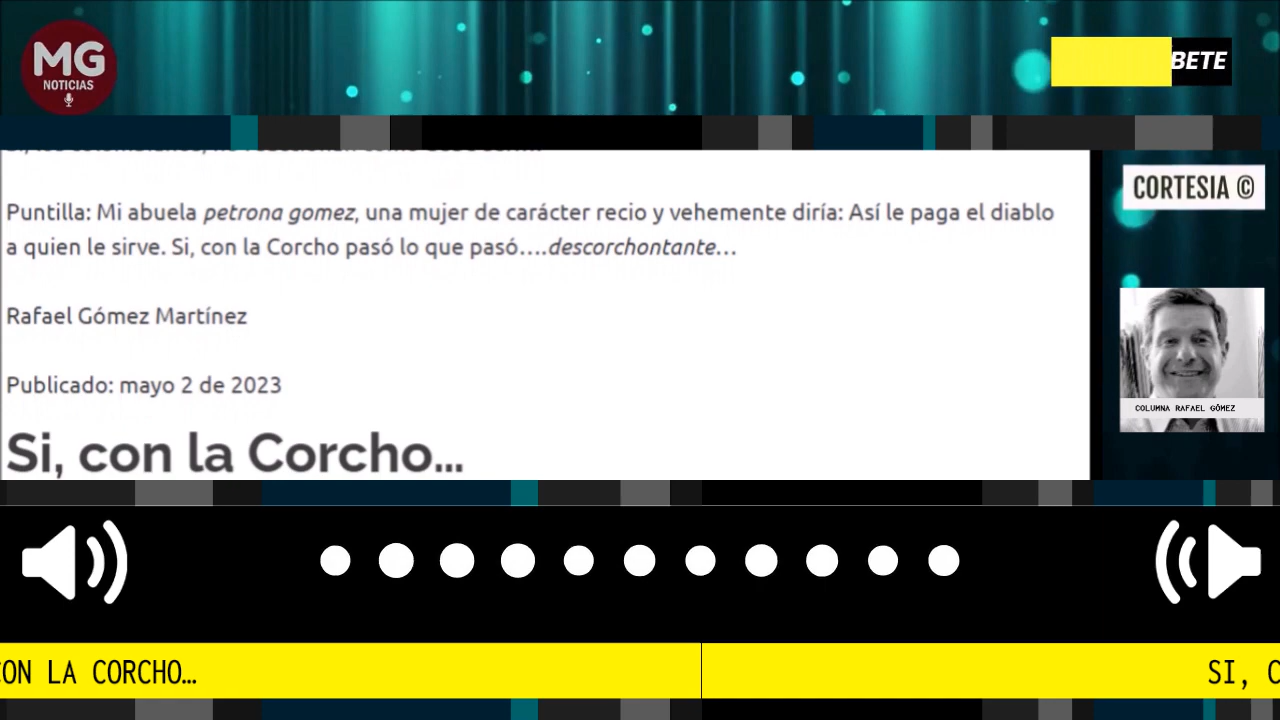 MG
NOTICIAS
BETE
CORTESIA ©
Puntilla: Mi abuela petrona gomez, una mujer de carácter recio y vehemente diría: Así le paga el diablo
a quien le sirve. Si, con la Corcho pasó lo que pasó….descorchontante…
Rafael Gómez Martínez
Publicado: mayo 2 de 2023
Si, con la Corcho…
COLUMNA RAFAEL GÓMEZ
ON LA CORCHO…
SI, C